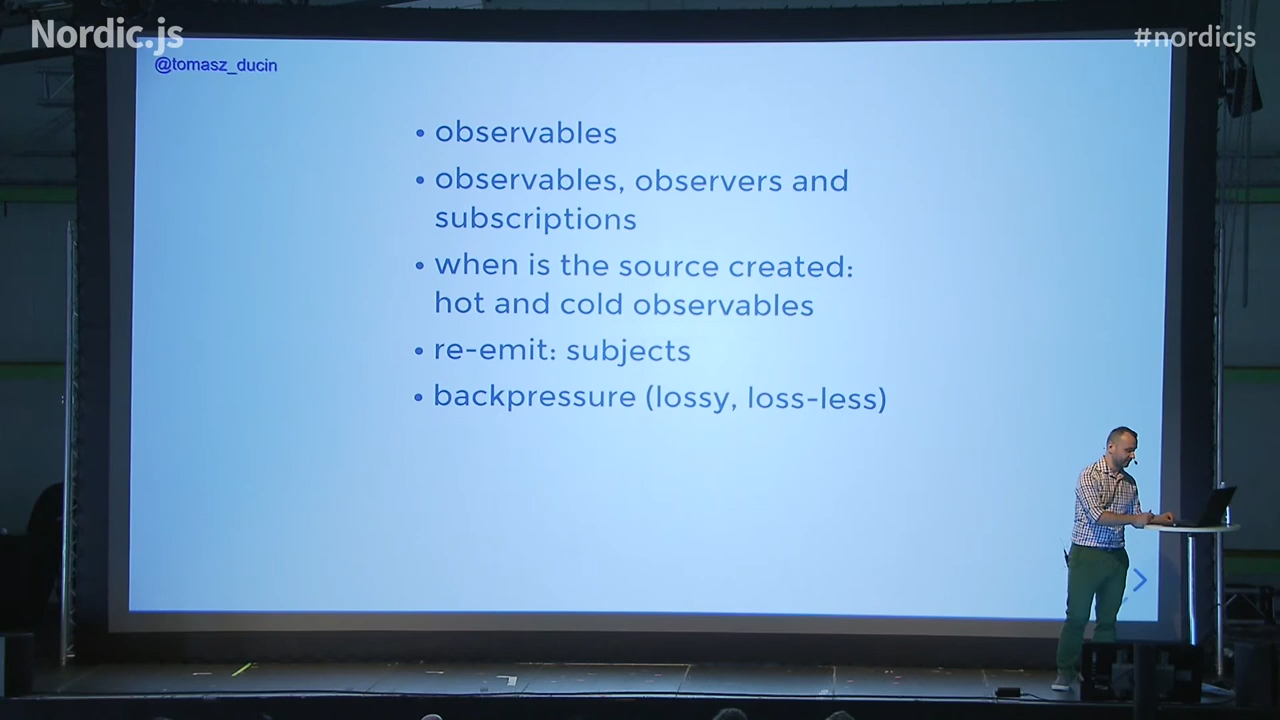 Nordic.js
#nordicjs
@tomasz_ducin
• observables
• observables, observers and
subscriptions
• when is the source created:
hot and cold observables
• re-emit: subjects
• backpressure (lossy, loss-less)